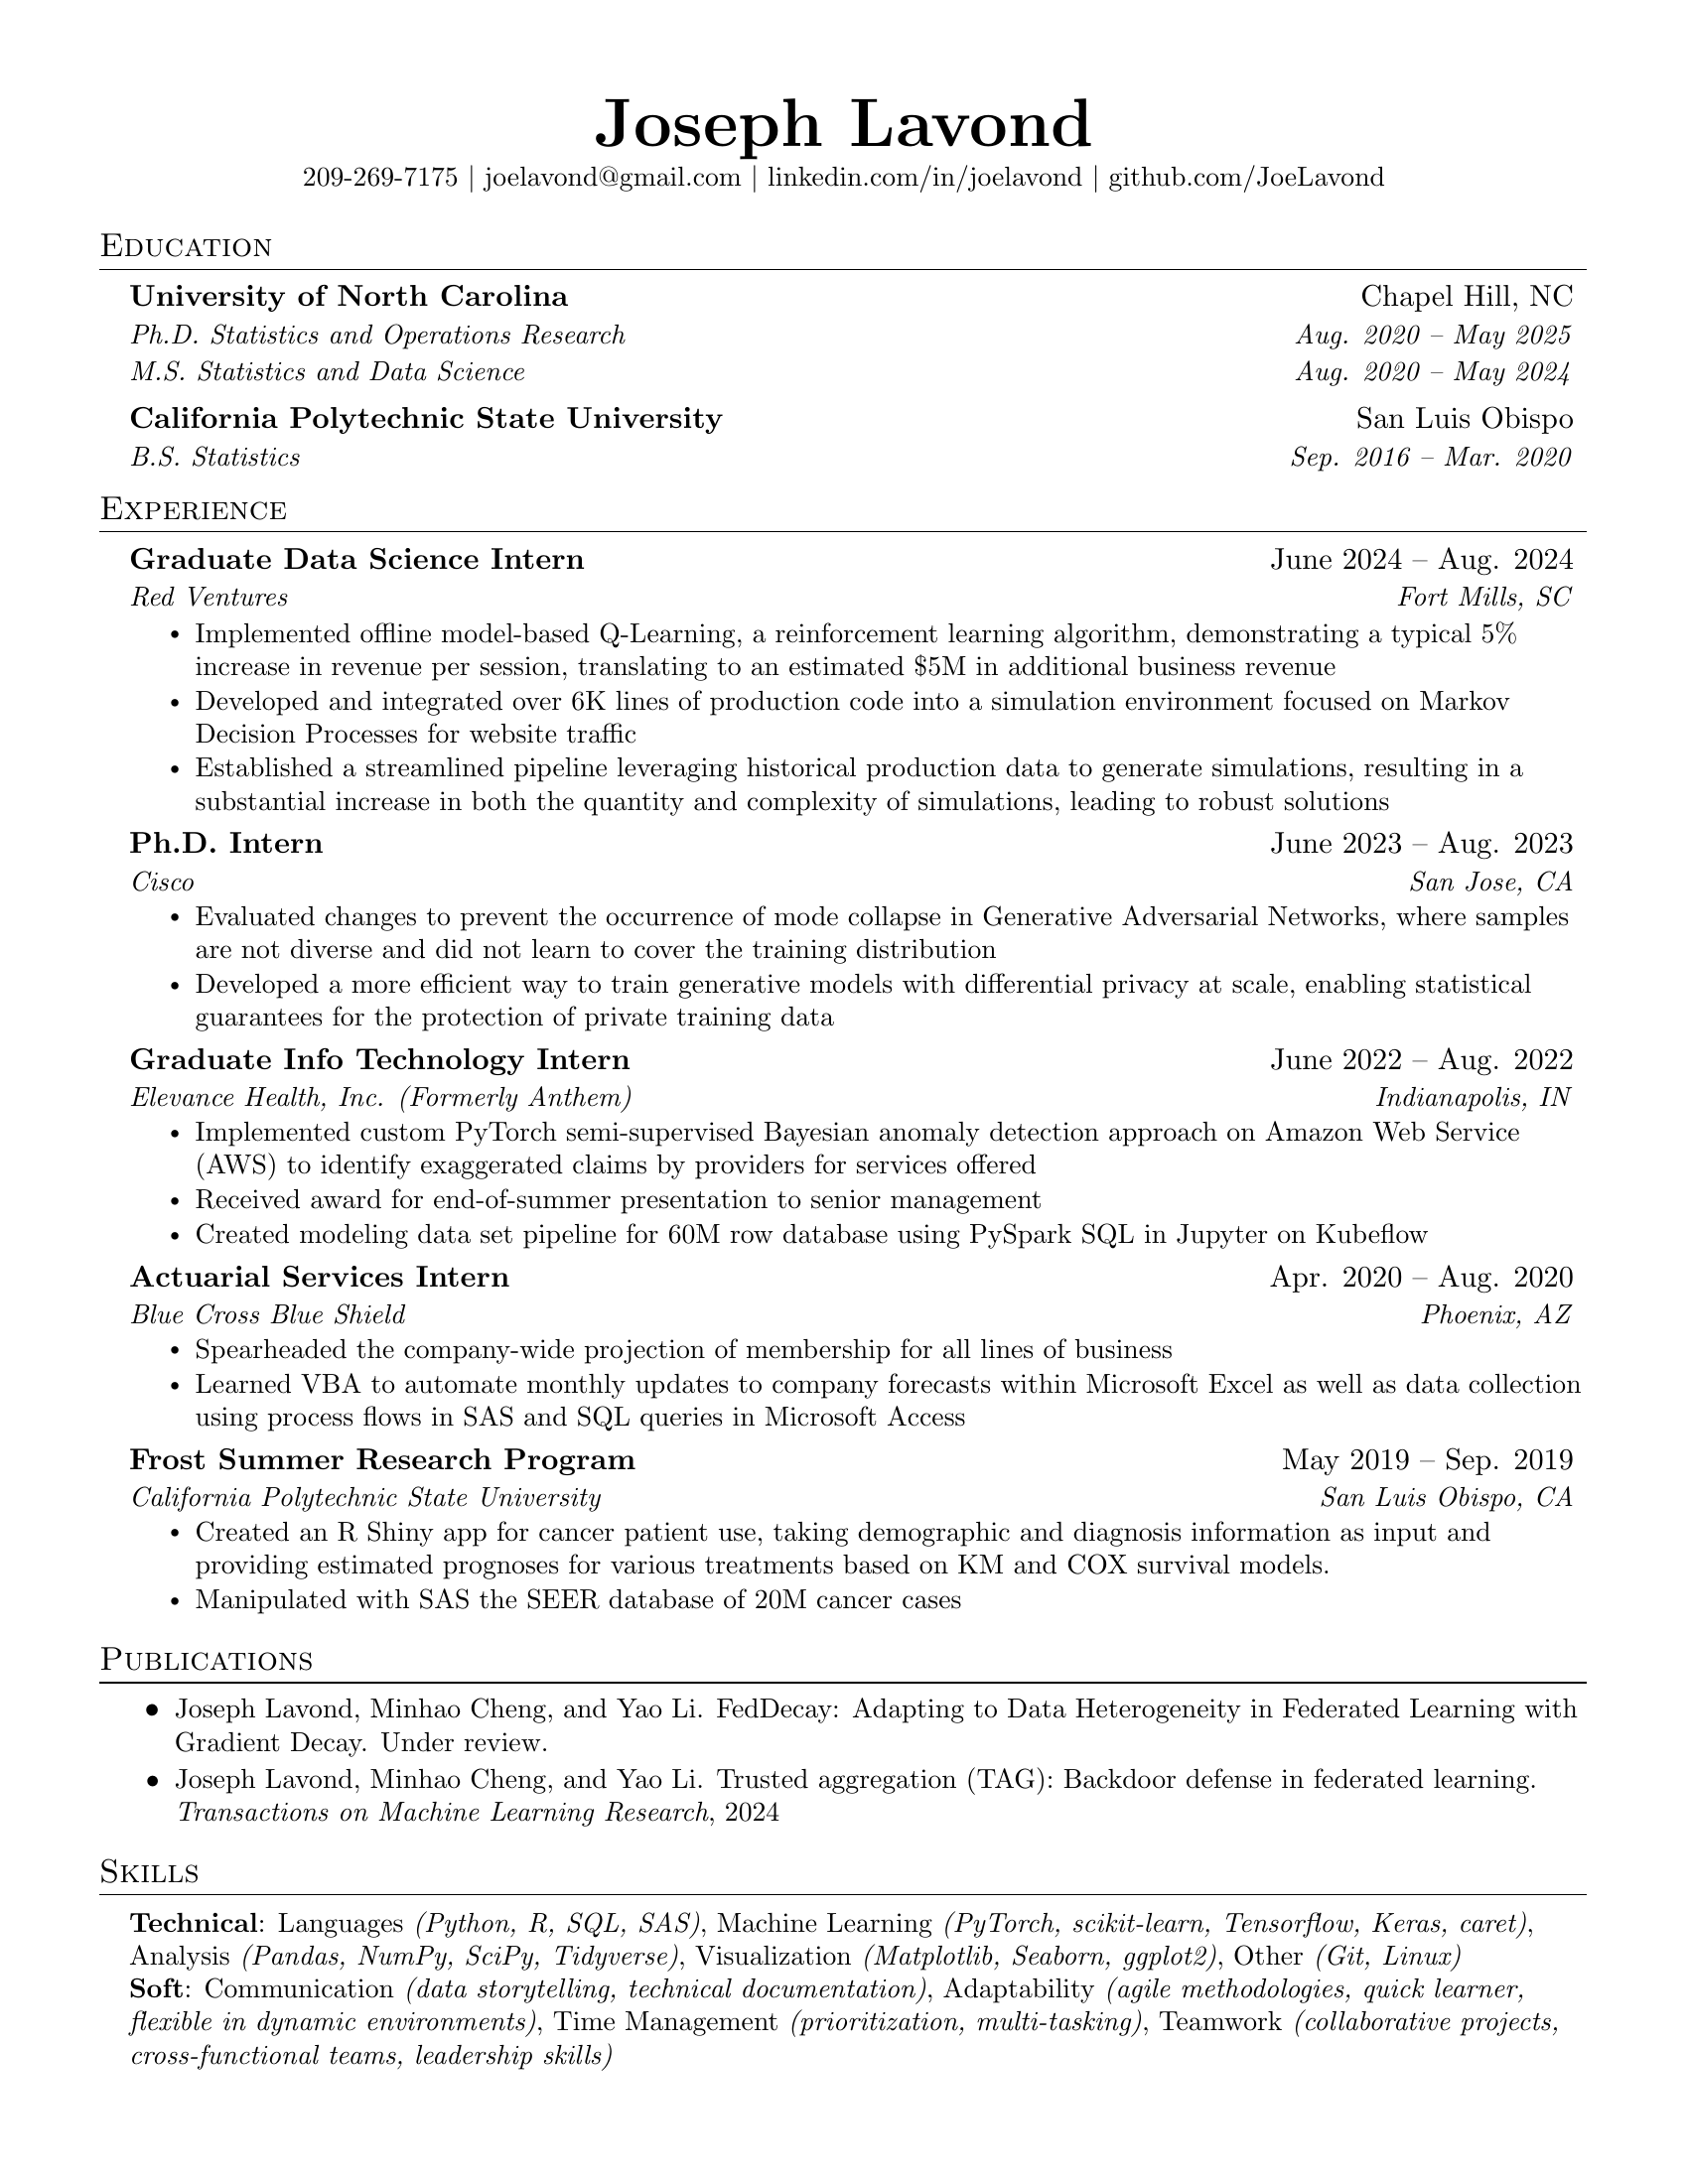 Joseph Lavond
209-269-7175 | joelavond@gmail.com | linkedin.com/in/joelavond | github.com/JoeLavond
Education
University of North Carolina Chapel Hill, NC
Ph.D. Statistics and Operations Research Aug. 2020 – May 2025
M.S. Statistics and Data Science Aug. 2020 – May 2024
California Polytechnic State University San Luis Obispo
B.S. Statistics Sep. 2016 – Mar. 2020
Experience
Graduate Data Science Intern June 2024 – Aug. 2024
Red Ventures Fort Mills, SC
• Implemented offline model-based Q-Learning, a reinforcement learning algorithm, demonstrating a typical 5%
increase in revenue per session, translating to an estimated $5M in additional business revenue
• Developed and integrated over 6K lines of production code into a simulation environment focused on Markov
Decision Processes for website traffic
• Established a streamlined pipeline leveraging historical production data to generate simulations, resulting in a
substantial increase in both the quantity and complexity of simulations, leading to robust solutions
Ph.D. Intern June 2023 – Aug. 2023
Cisco San Jose, CA
• Evaluated changes to prevent the occurrence of mode collapse in Generative Adversarial Networks, where samples
are not diverse and did not learn to cover the training distribution
• Developed a more efficient way to train generative models with differential privacy at scale, enabling statistical
guarantees for the protection of private training data
Graduate Info Technology Intern June 2022 – Aug. 2022
Elevance Health, Inc. (Formerly Anthem) Indianapolis, IN
• Implemented custom PyTorch semi-supervised Bayesian anomaly detection approach on Amazon Web Service
(AWS) to identify exaggerated claims by providers for services offered
• Received award for end-of-summer presentation to senior management
• Created modeling data set pipeline for 60M row database using PySpark SQL in Jupyter on Kubeflow
Actuarial Services Intern Apr. 2020 – Aug. 2020
Blue Cross Blue Shield Phoenix, AZ
• Spearheaded the company-wide projection of membership for all lines of business
• Learned VBA to automate monthly updates to company forecasts within Microsoft Excel as well as data collection
using process flows in SAS and SQL queries in Microsoft Access
Frost Summer Research Program May 2019 – Sep. 2019
California Polytechnic State University San Luis Obispo, CA
• Created an R Shiny app for cancer patient use, taking demographic and diagnosis information as input and
providing estimated prognoses for various treatments based on KM and COX survival models.
• Manipulated with SAS the SEER database of 20M cancer cases
Publications
• Joseph Lavond, Minhao Cheng, and Yao Li. FedDecay: Adapting to Data Heterogeneity in Federated Learning with
Gradient Decay. Under review.
• Joseph Lavond, Minhao Cheng, and Yao Li. Trusted aggregation (TAG): Backdoor defense in federated learning.
Transactions on Machine Learning Research, 2024
Skills
Technical: Languages (Python, R, SQL, SAS), Machine Learning (PyTorch, scikit-learn, Tensorflow, Keras, caret),
Analysis (Pandas, NumPy, SciPy, Tidyverse), Visualization (Matplotlib, Seaborn, ggplot2), Other (Git, Linux)
Soft: Communication (data storytelling, technical documentation), Adaptability (agile methodologies, quick learner,
flexible in dynamic environments), Time Management (prioritization, multi-tasking), Teamwork (collaborative projects,
cross-functional teams, leadership skills)